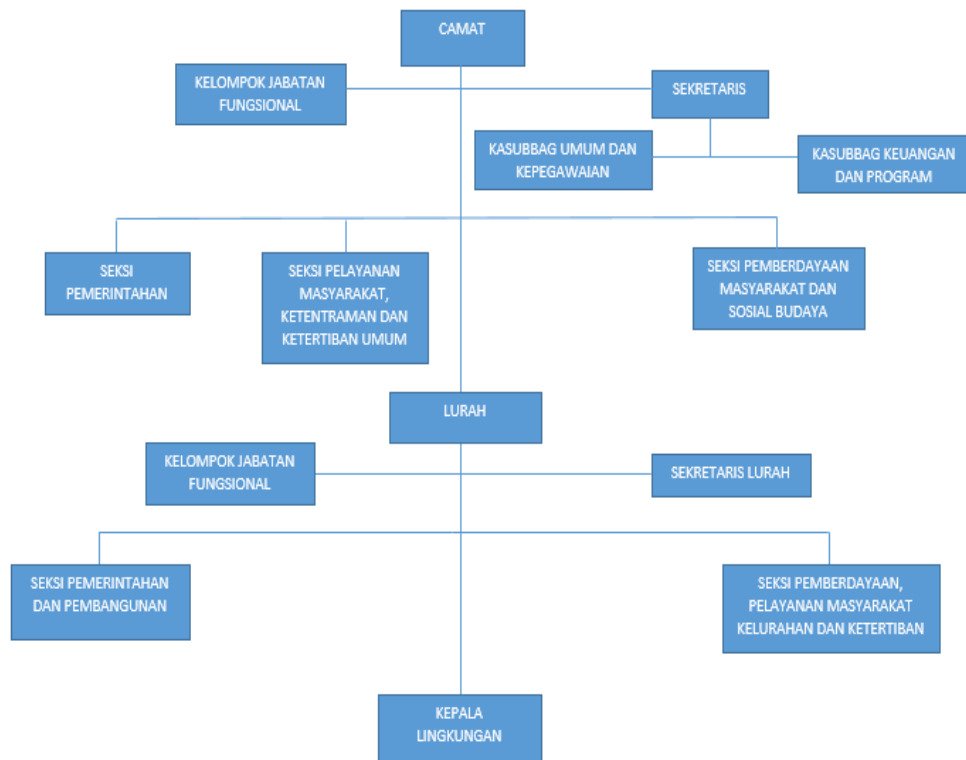 CAMAT
KELOMPOK JABATAN
FUNGSIONAL
SEKRETARIS
KASUBBAG UMUM DAN
KEPEGAWAIAN
KASUBBAG KEUANGAN
DAN PROGRAM
SEKSI
PEMERINTAHAN
SEKSI PELAYANAN
MASYARAKAT,
KETENTRAMAN DAN
KETERTIBAN UMUM
SEKSI PEMBERDAYAAN
MASYARAKAT DAN
SOSIAL BUDAYA
LURAH
KELOMPOK JABATAN
FUNGSIONAL
SEKRETARIS LURAH
SEKSI PEMERINTAHAN
DAN PEMBANGUNAN
SEKSI PEMBERDAYAAN,
PELAYANAN MASYARAKAT
KELURAHAN DAN KETERTIBAN
KEPALA
LINGKUNGAN